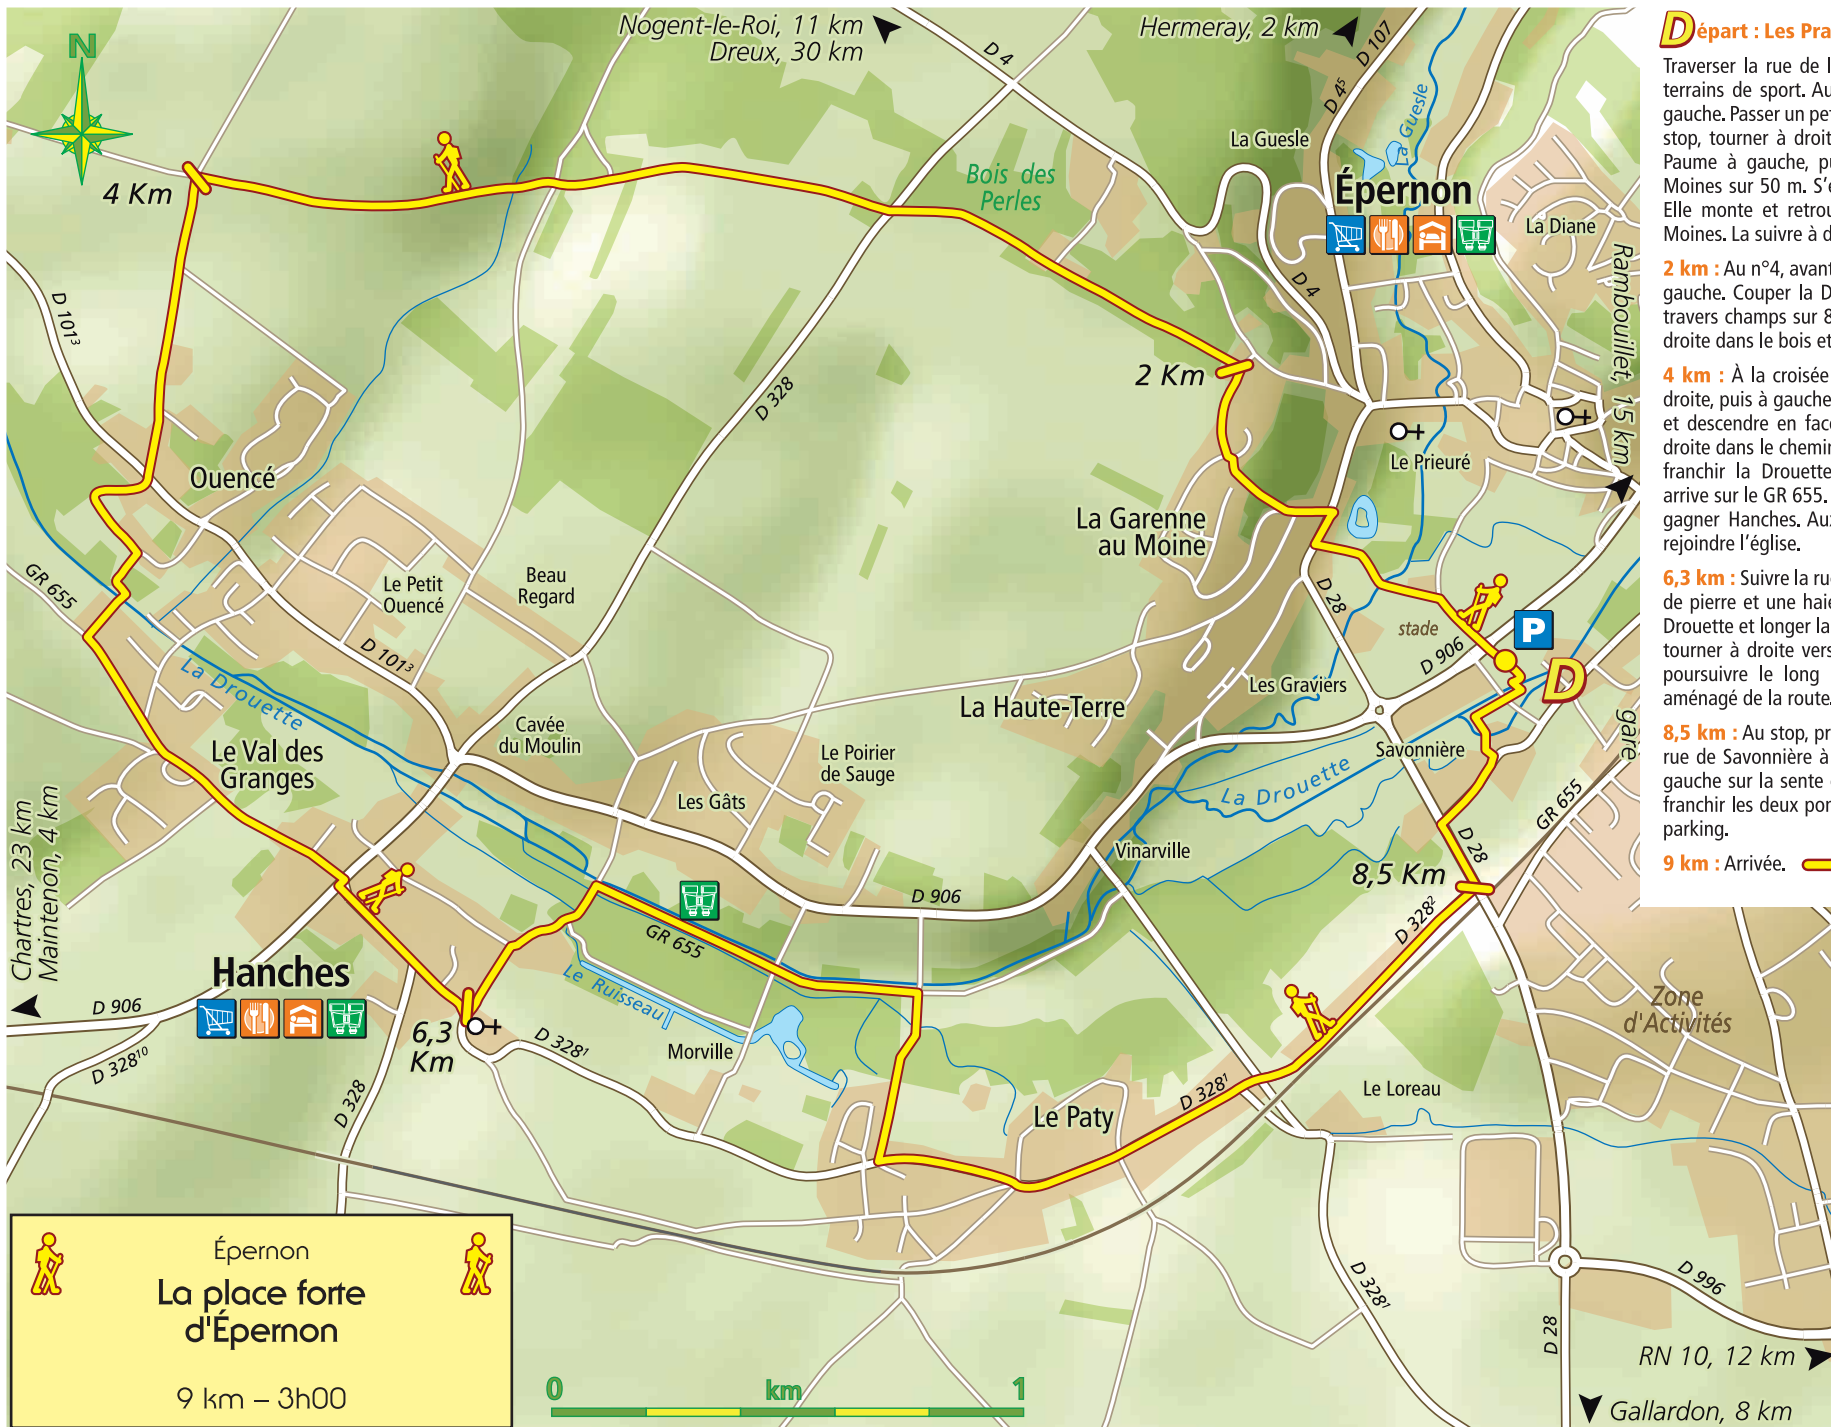 Nogent-le-Roi, 11 km
Dreux, 30 km
Hermeray, 2 km
N
D 4
D 4⁵
D 107
La Guesle
La Guesle
4 Km
Bois des
Perles
Épernon
La Diane
Rambouillet, 15 km
D 101³
D 4
2 Km
D 328
Le Prieuré
Ouencé
La Garenne
au Moine
GR 655
Le Petit
Ouencé
Beau
Regard
D 28
stade
P
D 906
D
D 101³
La Drouette
Les Graviers
La Haute-Terre
gare
Cavée
du Moulin
Le Val des
Granges
Le Poirier
de Sauge
Savonnière
La Drouette
Les Gâts
GR 655
Chartres, 23 km
Maintenon, 4 km
Vinarville
D 28
8,5 Km
D 906
D 328²
GR 655
Hanches
Le Ruisseau
D 906
6,3
Km
D 328¹
Morville
Zone
d'Activités
D 328¹⁰
D 328
D 328¹
Le Loreau
Le Paty
D 328¹
D 996
D 28
RN 10, 12 km
Gallardon, 8 km
Épernon
La place forte
d'Épernon
9 km – 3h00
0 km 1
Départ : Les Pra
Traverser la rue de l
terrains de sport. Au
gauche. Passer un pet
stop, tourner à droit
Paume à gauche, pu
Moines sur 50 m. S'e
Elle monte et retrou
Moines. La suivre à d
2 km : Au n°4, avant
gauche. Couper la D
travers champs sur 8
droite dans le bois et
4 km : À la croisée
droite, puis à gauche
et descendre en face
droite dans le chemin
franchir la Drouette
arrive sur le GR 655.
gagner Hanches. Au
rejoindre l'église.
6,3 km : Suivre la rue
de pierre et une haie
Drouette et longer la
tourner à droite vers
poursuivre le long
aménagé de la route.
8,5 km : Au stop, pr
rue de Savonnière à
gauche sur la sente
franchir les deux pon
parking.
9 km : Arrivée.